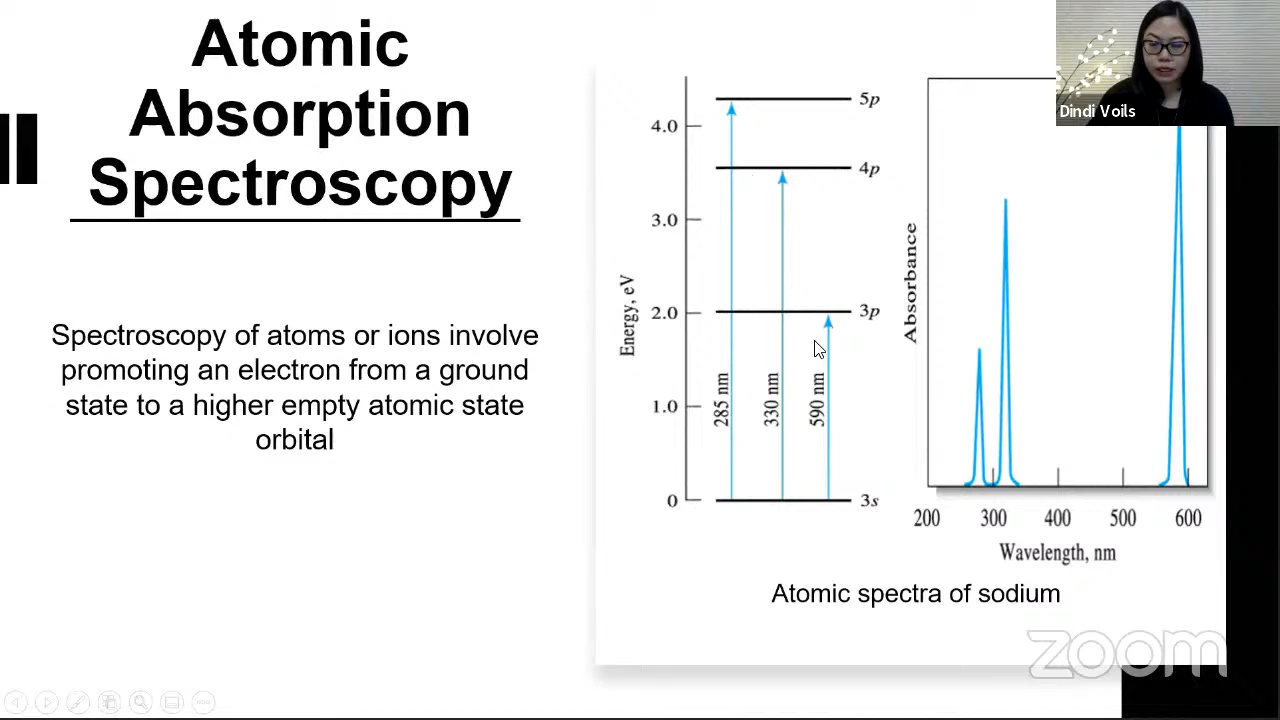 Atomic
Absorption
Spectroscopy
Spectroscopy of atoms or ions involve
promoting an electron from a ground
state to a higher empty atomic state
orbital
Energy, eV
4.0
3.0
2.0
1.0
0
5p
4p
3p
3s
285 nm
330 nm
590 nm
Absorbance
200 300 400 500 600
Wavelength, nm
Atomic spectra of sodium
Dindi Voils
zoom